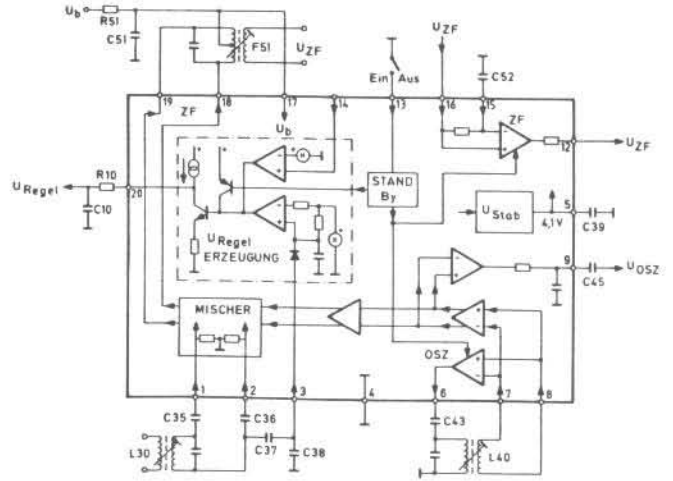 Ub
R51
C51
F51
UZF
Ein Aus
UZF
C52
19
18
17
14
13
16
15
ZF
Ub
ZF
12
UZF
URegel
R10
20
C10
STAND
By
UStab
4,1V
5
C39
URegel
ERZEUGUNG
9
UOSZ
C45
MISCHER
OSZ
1
2
3
4
6
7
8
C35
C36
C43
L30
C37
C38
L40